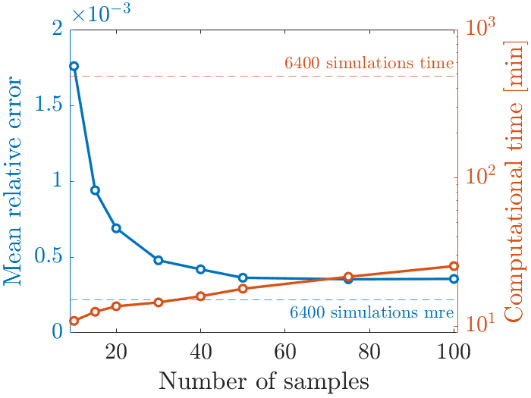 ×10⁻³
2
1.5
1
0.5
0
Mean relative error
6400 simulations time
6400 simulations mre
10³
10²
10¹
Computational time [min]
20
40
60
80
100
Number of samples